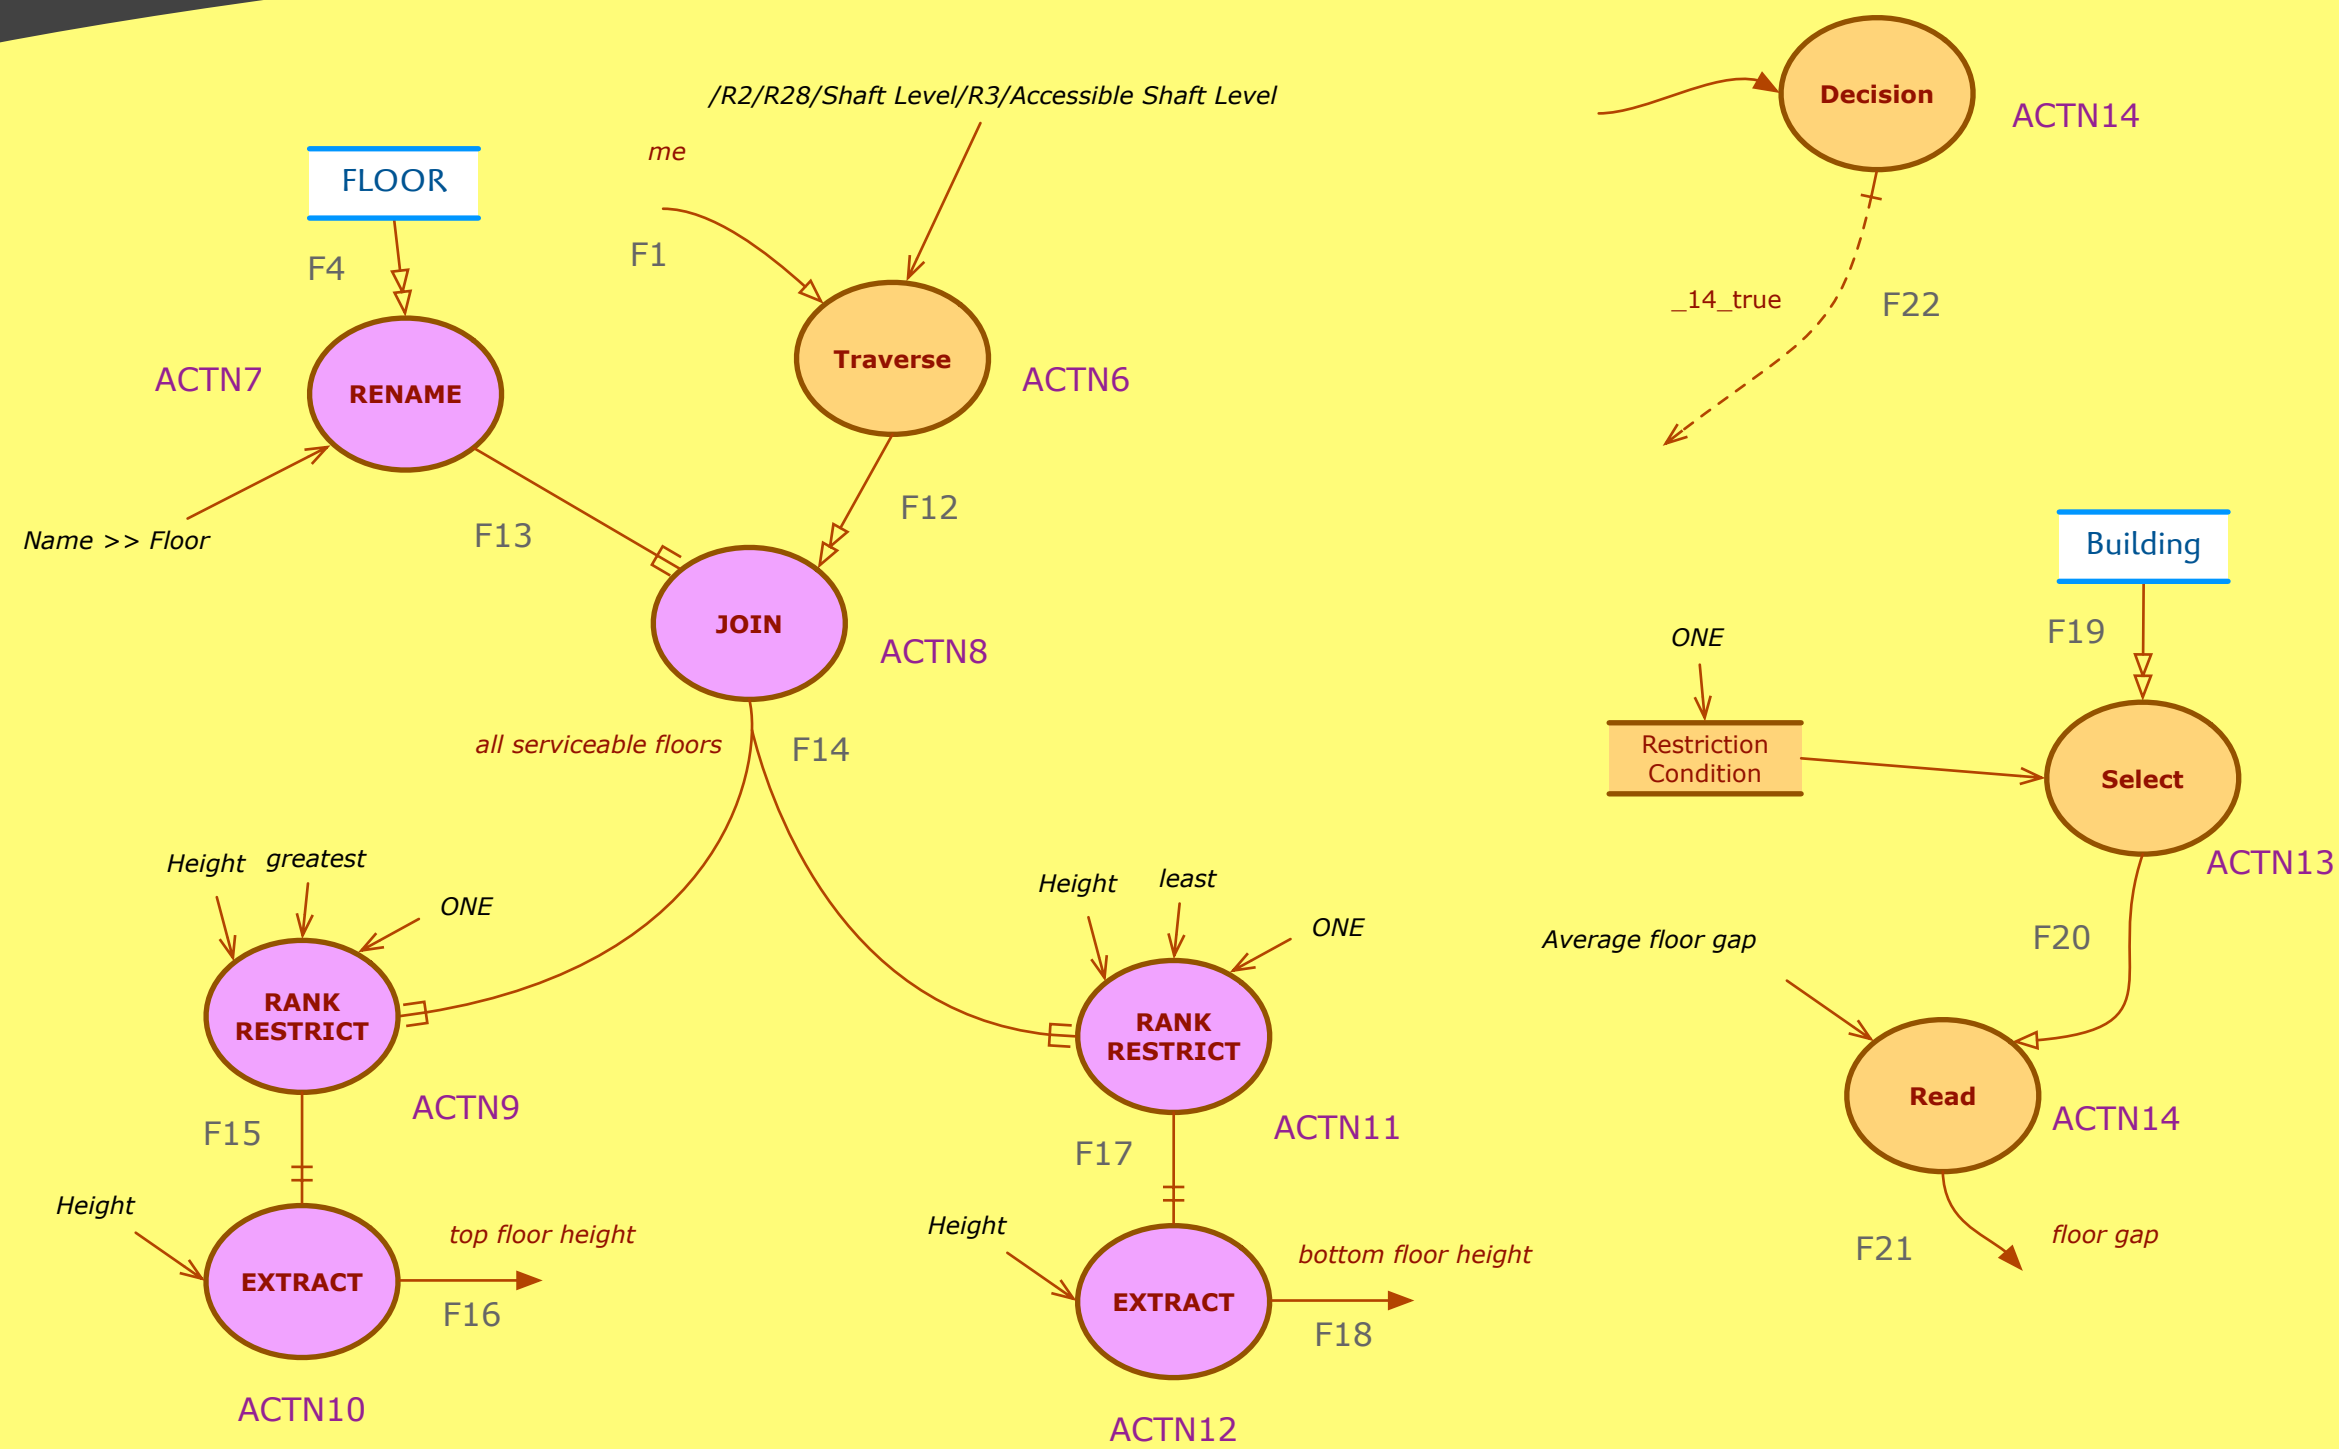 Decision
ACTN14
/R2/R28/Shaft Level/R3/Accessible Shaft Level
me
FLOOR
F4
F1
_14_true
F22
Traverse
ACTN6
ACTN7
RENAME
Name >> Floor
F13
F12
Building
JOIN
ACTN8
ONE
F19
all serviceable floors
F14
Restriction
Condition
Select
ACTN13
Height
greatest
ONE
Height
least
ONE
Average floor gap
F20
RANK
RESTRICT
RANK
RESTRICT
ACTN9
ACTN11
Read
ACTN14
F15
F17
Height
top floor height
Height
bottom floor height
F21
floor gap
EXTRACT
F16
EXTRACT
F18
ACTN10
ACTN12